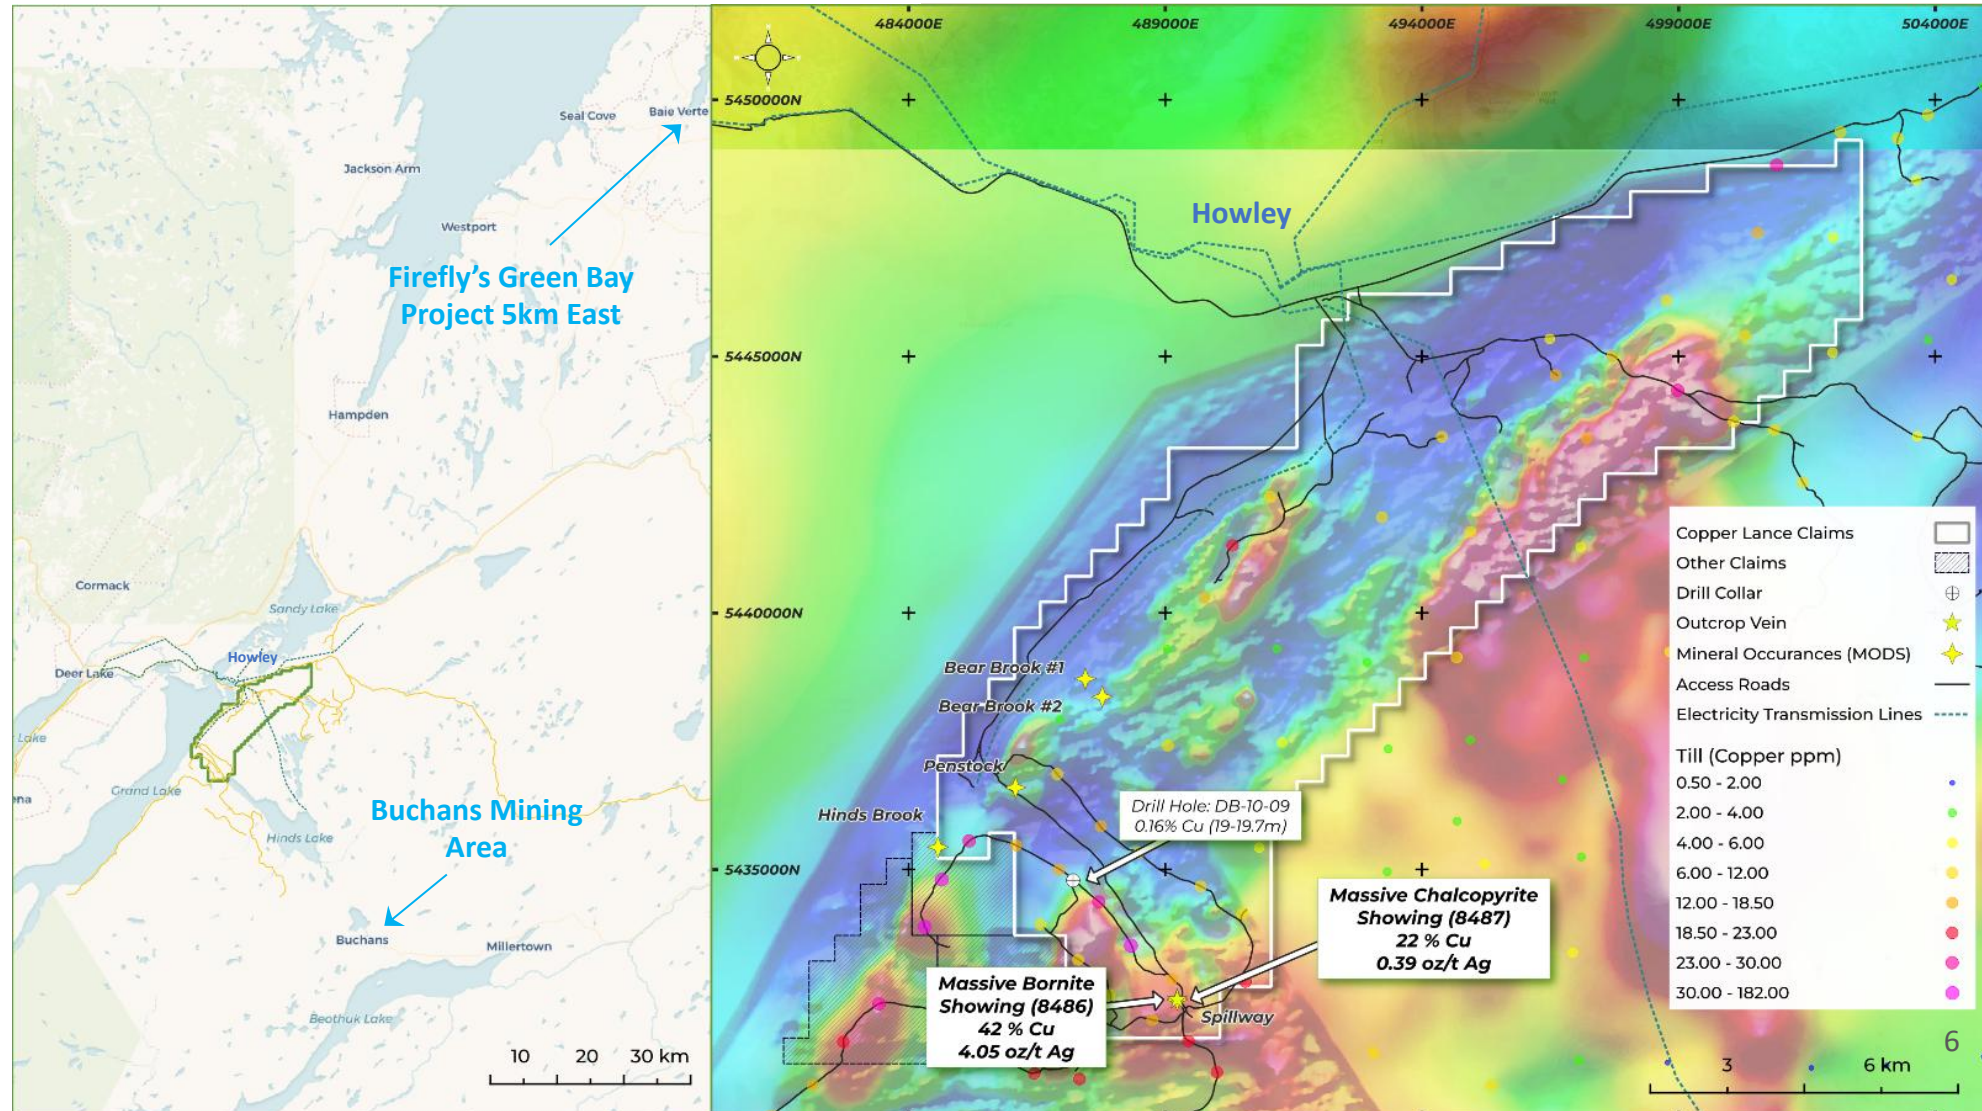 Seal Cove
Baie Verte
Jackson Arm
Westport
Firefly's Green Bay
Project 5km East
Hampden
Cormack
Sandy Lake
Howley
Deer Lake
Lake
Grand Lake
ena
Hinds Lake
Buchans Mining
Area
Buchans
Millertown
Beothuk Lake
10 20 30 km
484000E 489000E 494000E 499000E 504000E
5450000N
Howley
5445000N
5440000N
Bear Brook #1
Bear Brook #2
Penstock
Hinds Brook
Drill Hole: DB-10-09
0.16% Cu (19-19.7m)
5435000N
Massive Chalcopyrite
Showing (8487)
22 % Cu
0.39 oz/t Ag
Massive Bornite
Showing (8486)
42 % Cu
4.05 oz/t Ag
Spillway
Copper Lance Claims
Other Claims
Drill Collar
Outcrop Vein
Mineral Occurances (MODS)
Access Roads
Electricity Transmission Lines
Till (Copper ppm)
0.50 - 2.00
2.00 - 4.00
4.00 - 6.00
6.00 - 12.00
12.00 - 18.50
18.50 - 23.00
23.00 - 30.00
30.00 - 182.00
6
3 6 km